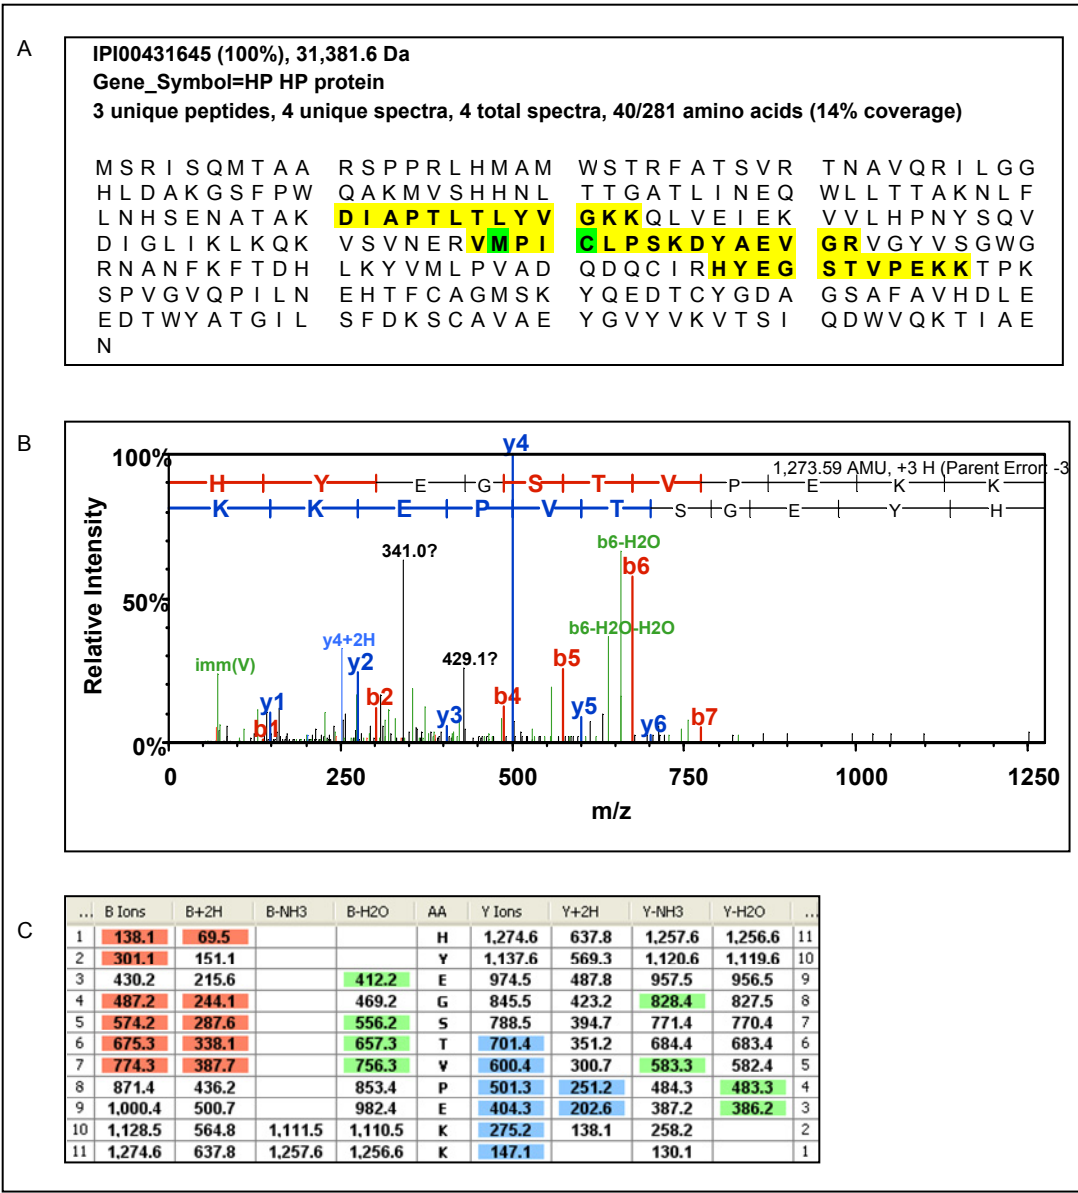 A
IPI00431645 (100%), 31,381.6 Da
Gene_Symbol=HP HP protein
3 unique peptides, 4 unique spectra, 4 total spectra, 40/281 amino acids (14% coverage)
M S R I S Q M T A A R S P P R L H M A M W S T R F A T S V R T N A V Q R I L G G
H L D A K G S F P W Q A K M V S H H N L T T G A T L I N E Q W L L T T A K N L F
L N H S E N A T A K D I A P T L T L Y V G K K Q L V E I E K V V L H P N Y S Q V
D I G L I K L K Q K V S V N E R V M P I C L P S K D Y A E V G R V G Y V S G W G
R N A N F K F T D H L K Y V M L P V A D Q D Q C I R H Y E G S T V P E K K T P K
S P V G V Q P I L N E H T F C A G M S K Y Q E D T C Y G D A G S A F A V H D L E
E D T W Y A T G I L S F D K S C A V A E Y G V Y V K V T S I Q D W V Q K T I A E
N
B
y4
100%
1,273.59 AMU, +3 H (Parent Error: -3
H Y E G S T V P E K K
K K E P V T S G E Y H
b6-H2O
341.0?
b6
50%
b6-H2O-H2O
y4+2H
429.1?
imm(V)
y2
b5
y1
b2
b4
b1
y3
y5
y6
b7
0%
Relative Intensity
0 250 500 750 1000 1250
m/z
C
... B Ions B+2H B-NH3 B-H2O AA Y Ions Y+2H Y-NH3 Y-H2O ...
1 138.1 69.5 H 1,274.6 637.8 1,257.6 1,256.6 11
2 301.1 151.1 Y 1,137.6 569.3 1,120.6 1,119.6 10
3 430.2 215.6 412.2 E 974.5 487.8 957.5 956.5 9
4 487.2 244.1 469.2 G 845.5 423.2 828.4 827.5 8
5 574.2 287.6 556.2 S 788.5 394.7 771.4 770.4 7
6 675.3 338.1 657.3 T 701.4 351.2 684.4 683.4 6
7 774.3 387.7 756.3 V 600.4 300.7 583.3 582.4 5
8 871.4 436.2 853.4 P 501.3 251.2 484.3 483.3 4
9 1,000.4 500.7 982.4 E 404.3 202.6 387.2 386.2 3
10 1,128.5 564.8 1,111.5 1,110.5 K 275.2 138.1 258.2 2
11 1,274.6 637.8 1,257.6 1,256.6 K 147.1 130.1 1